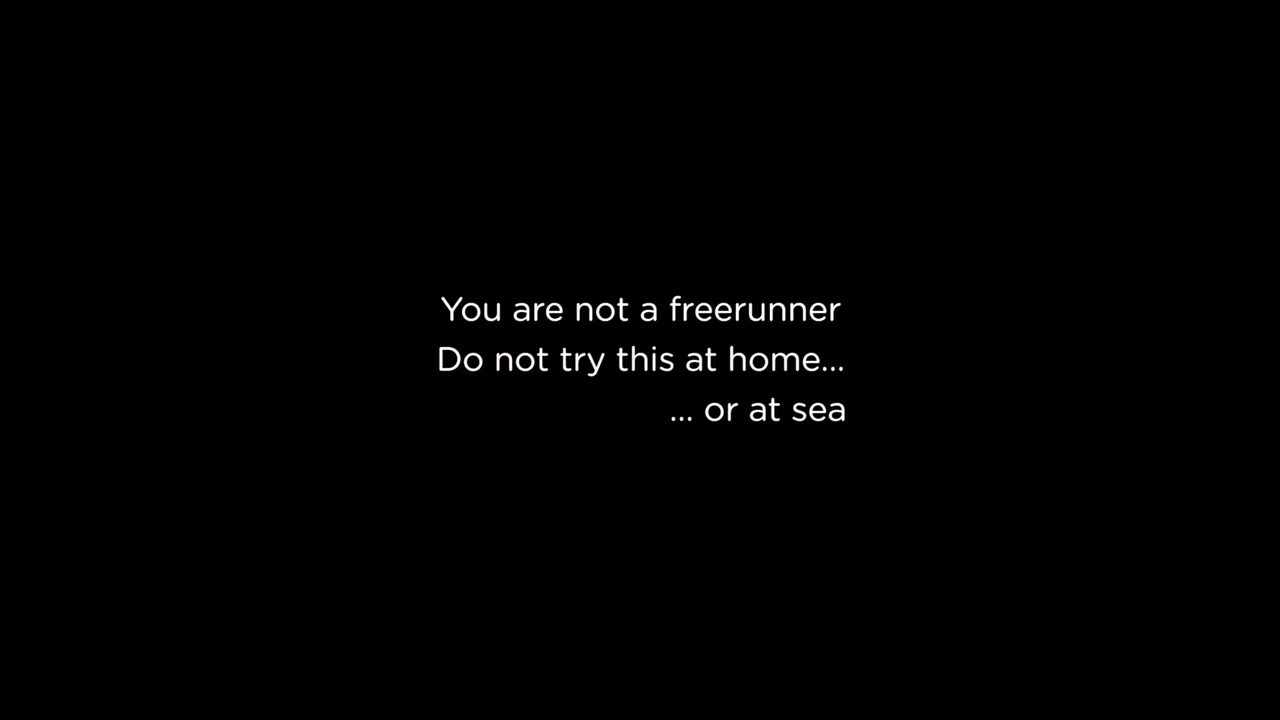 You are not a freerunner
Do not try this at home...
... or at sea